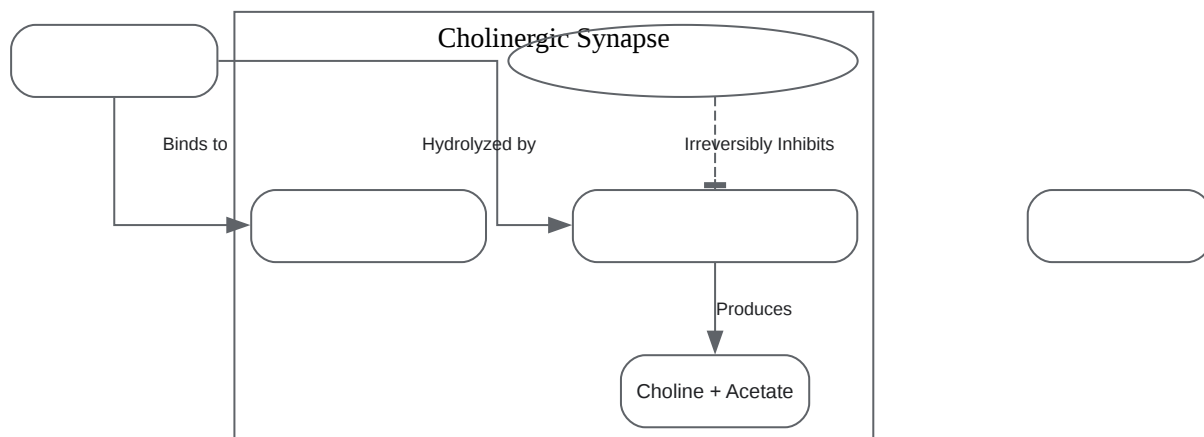 Cholinergic Synapse
Binds to
Hydrolyzed by
Irreversibly Inhibits
Produces
Choline + Acetate